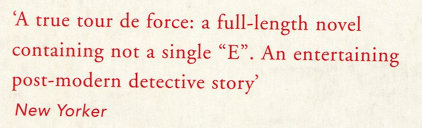 ‘A true tour de force: a full-length novel
containing not a single “E”. An entertaining
post-modern detective story’
New Yorker